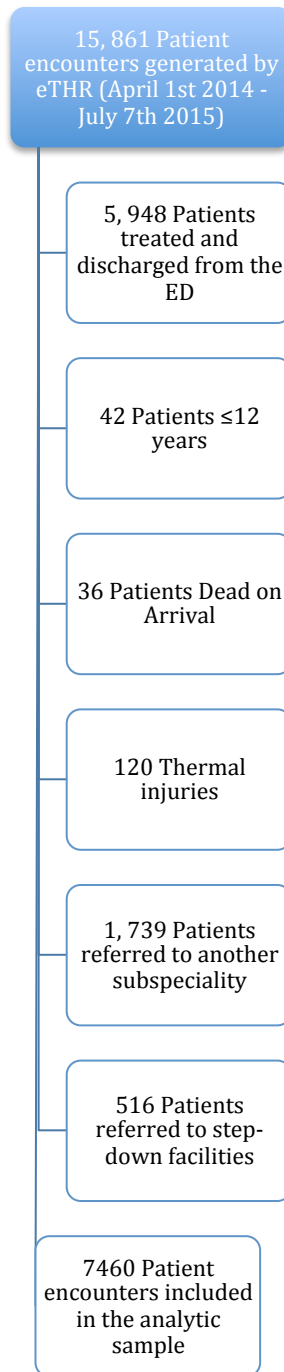 15, 861 Patient
encounters generated by
eTHR (April 1st 2014 -
July 7th 2015)
5, 948 Patients
treated and
discharged from the
ED
42 Patients ≤12
years
36 Patients Dead on
Arrival
120 Thermal
injuries
1, 739 Patients
referred to another
subspeciality
516 Patients
referred to step-
down facilities
7460 Patient
encounters included
in the analytic
sample